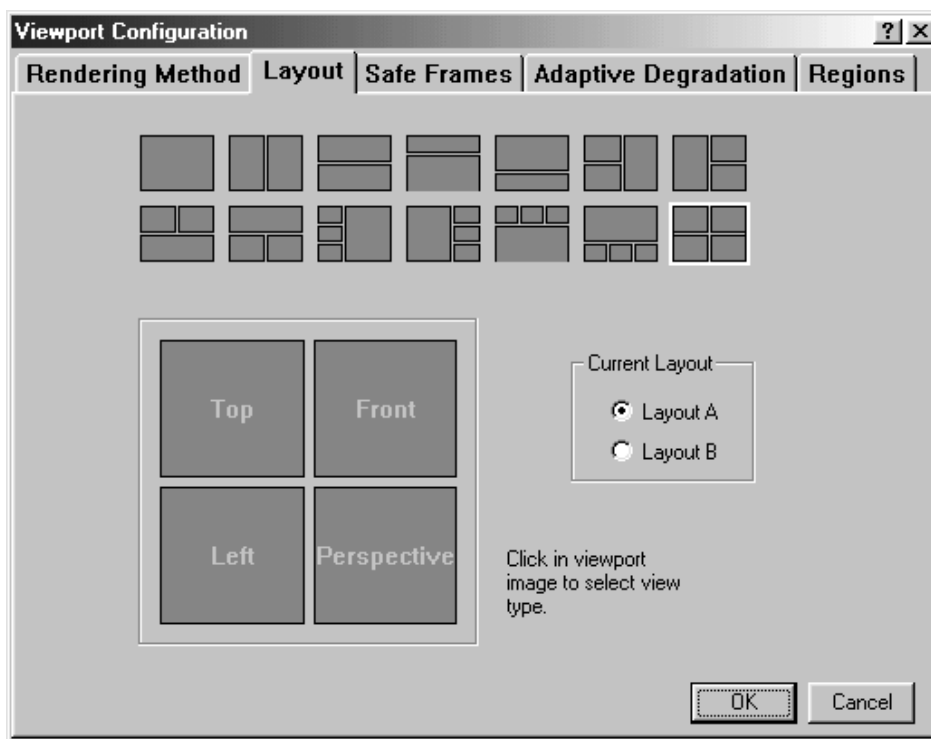 Viewport Configuration
Rendering Method Layout Safe Frames Adaptive Degradation Regions
Top Front
Left Perspective
Current Layout
Layout A
Layout B
Click in viewport
image to select view
type.
OK Cancel